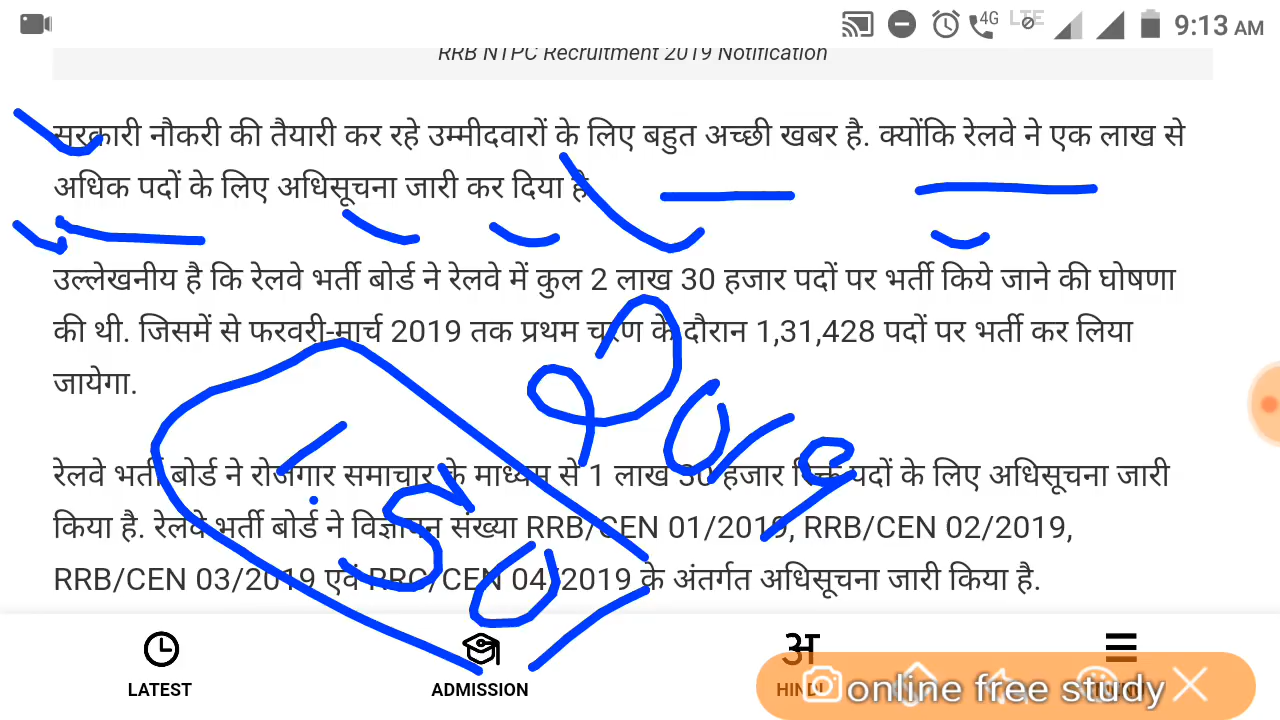 9:13 AM
4G
LTE
RRB NTPC Recruitment 2019 Notification
सरकारी नौकरी की तैयारी कर रहे उम्मीदवारों के लिए बहुत अच्छी खबर है. क्योंकि रेलवे ने एक लाख से
अधिक पदों के लिए अधिसूचना जारी कर दिया है
उल्लेखनीय है कि रेलवे भर्ती बोर्ड ने रेलवे में कुल 2 लाख 30 हजार पदों पर भर्ती किये जाने की घोषणा
की थी. जिसमें से फरवरी-मार्च 2019 तक प्रथम चरण के दौरान 1,31,428 पदों पर भर्ती कर लिया
जायेगा.
2019
रेलवे भर्ती बोर्ड ने रोजगार समाचार के माध्यम से 1 लाख 30 हजार रिक्त पदों के लिए अधिसूचना जारी
किया है. रेलवे भर्ती बोर्ड ने विज्ञापन संख्या RRB/CEN 01/2019, RRB/CEN 02/2019,
RRB/CEN 03/2019 एवं RRC/CEN 04/2019 के अंतर्गत अधिसूचना जारी किया है.
अ
LATEST
ADMISSION
HINDI
online free study